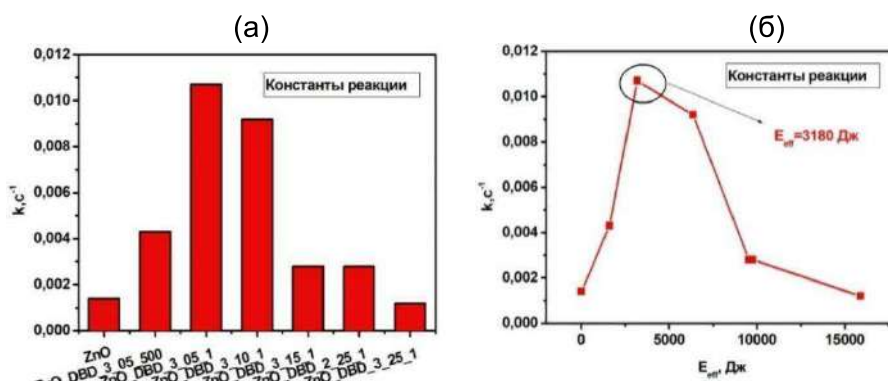 (а)
0,012
0,010
0,008
0,006
0,004
0,002
0,000
k,c⁻¹
Константы реакции
ZnO
ZnO_DBD_3_05_500
ZnO_DBD_3_05_1
ZnO_DBD_3_10_1
ZnO_DBD_3_15_1
ZnO_DBD_2_25_1
ZnO_DBD_3_25_1
(б)
0,012
0,010
0,008
0,006
0,004
0,002
0,000
k,c⁻¹
Константы реакции
E_eff=3180 Дж
0
5000
10000
15000
E_eff, Дж